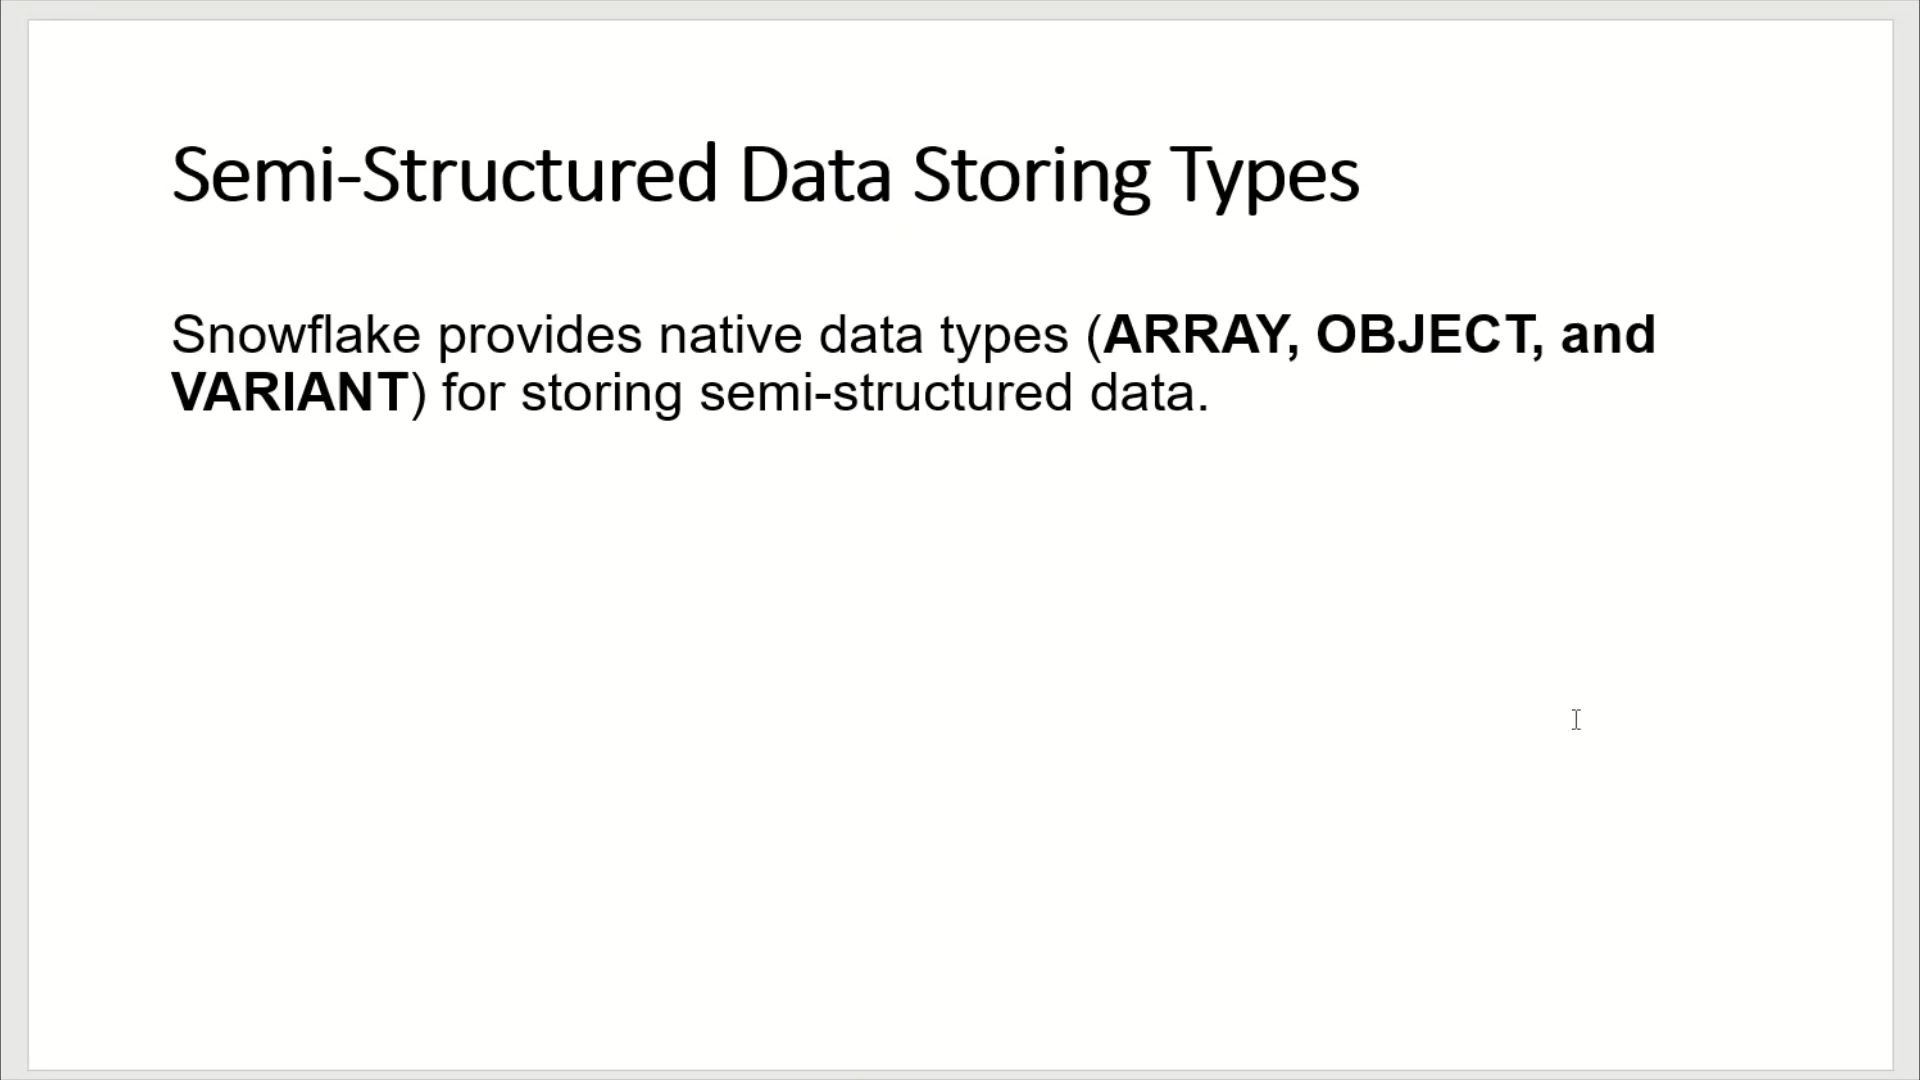 Semi-Structured Data Storing Types
Snowflake provides native data types (ARRAY, OBJECT, and
VARIANT) for storing semi-structured data.